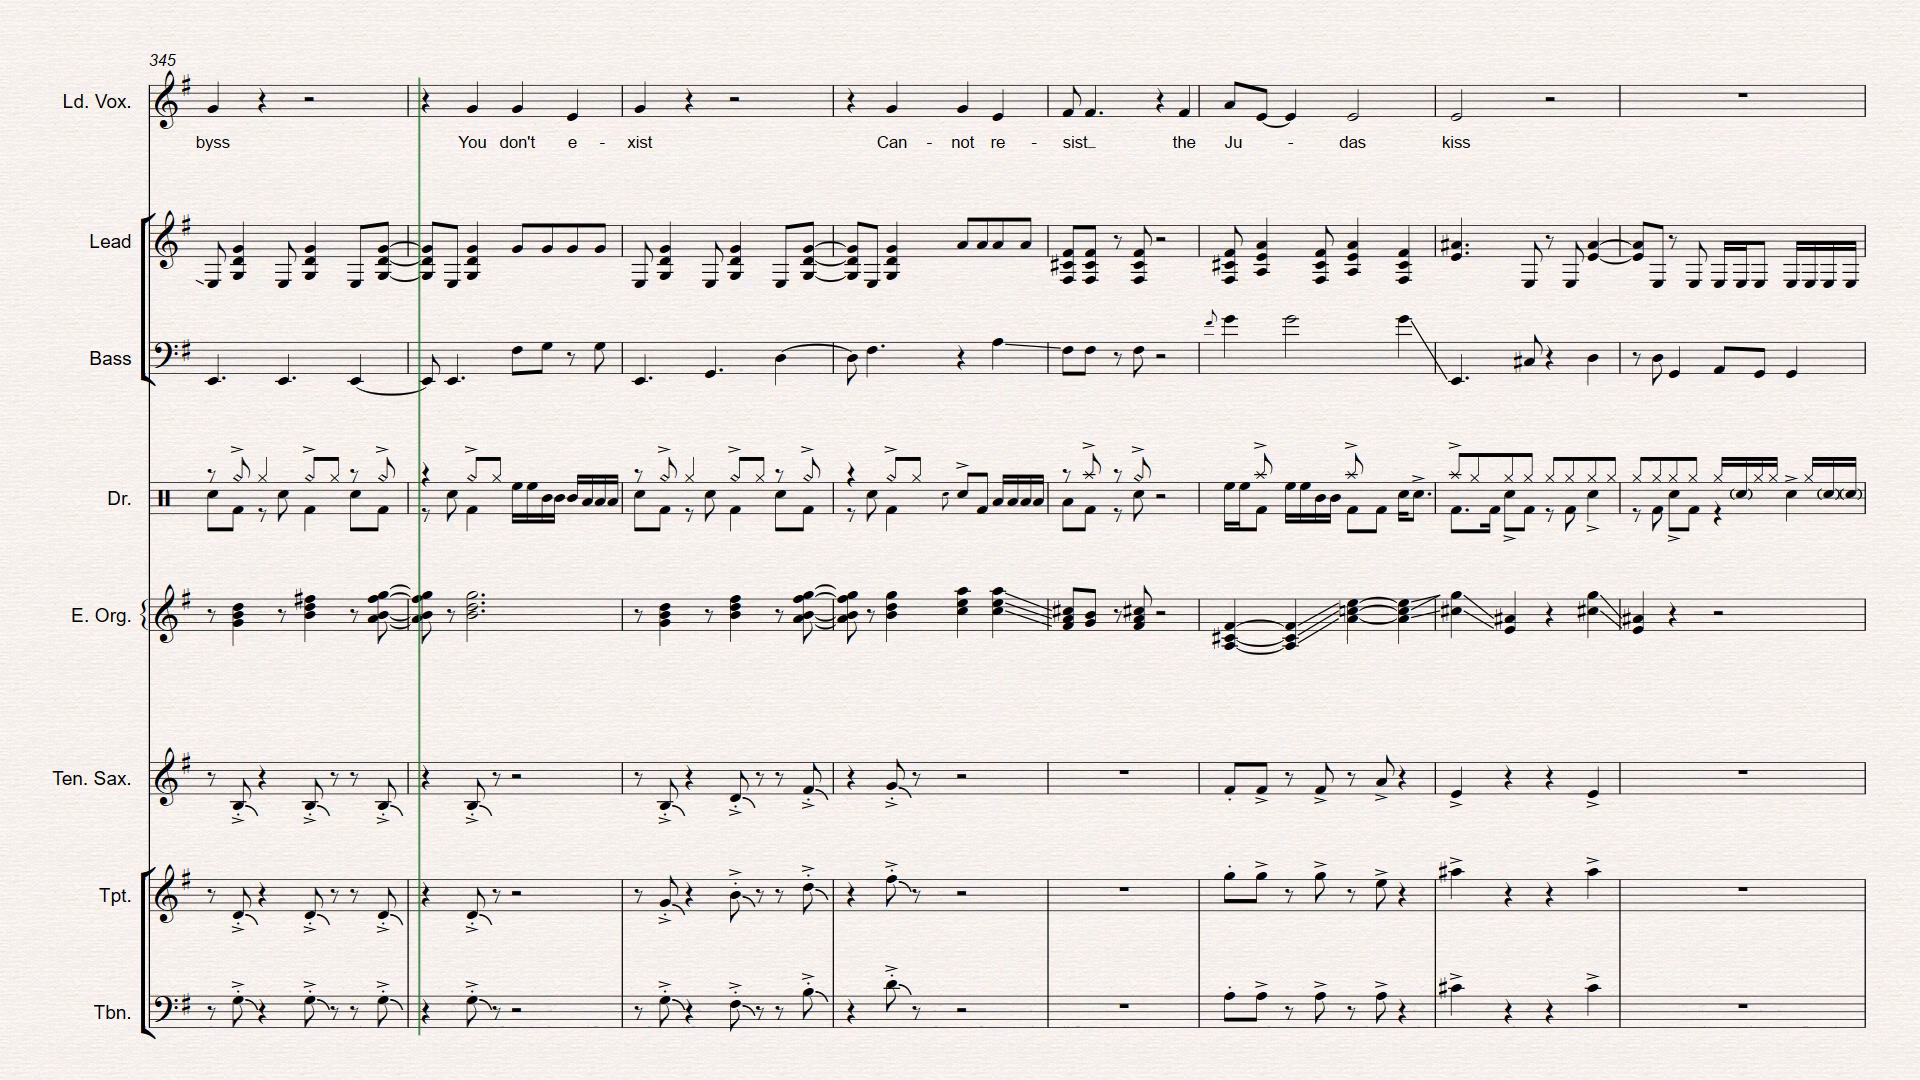 345
Ld. Vox.
byss You don't e - xist Can - not re - sist_ the Ju - das kiss
Lead
Bass
Dr.
E. Org.
Ten. Sax.
Tpt.
Tbn.